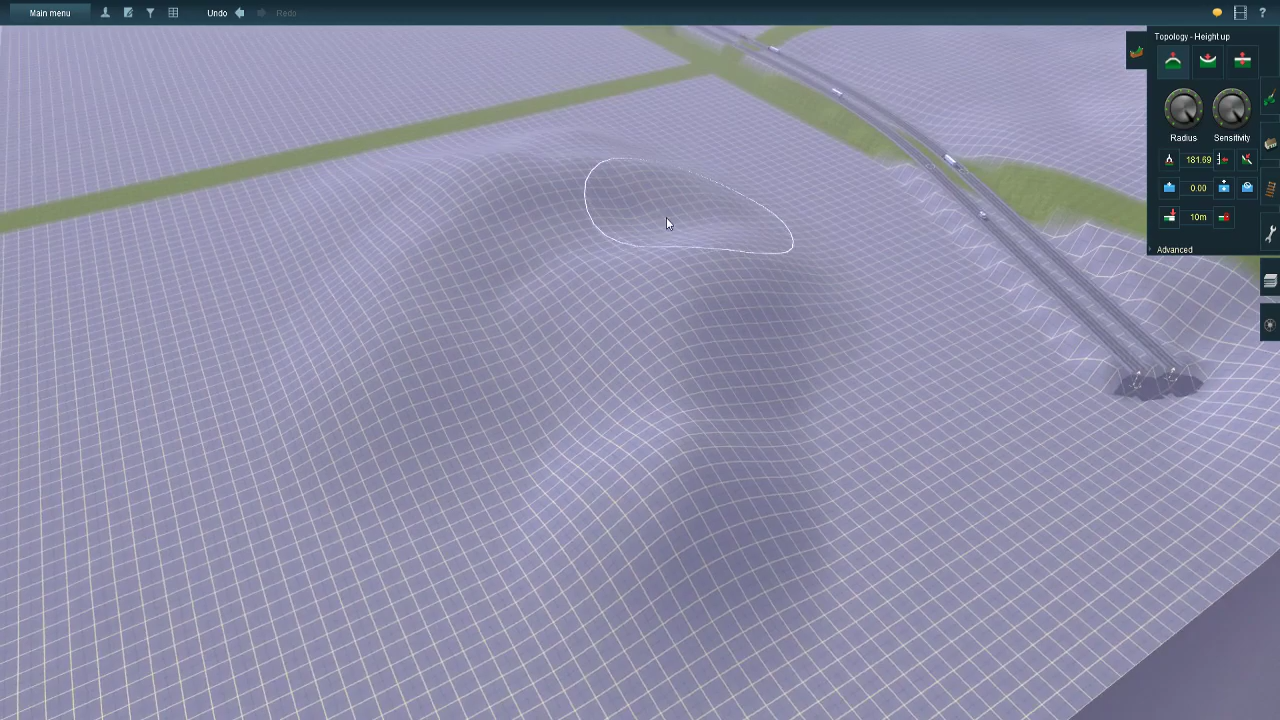 Main menu
Undo
Redo
?
Topology - Height up
Radius
Sensitivity
181.69
0.00
10m
Advanced